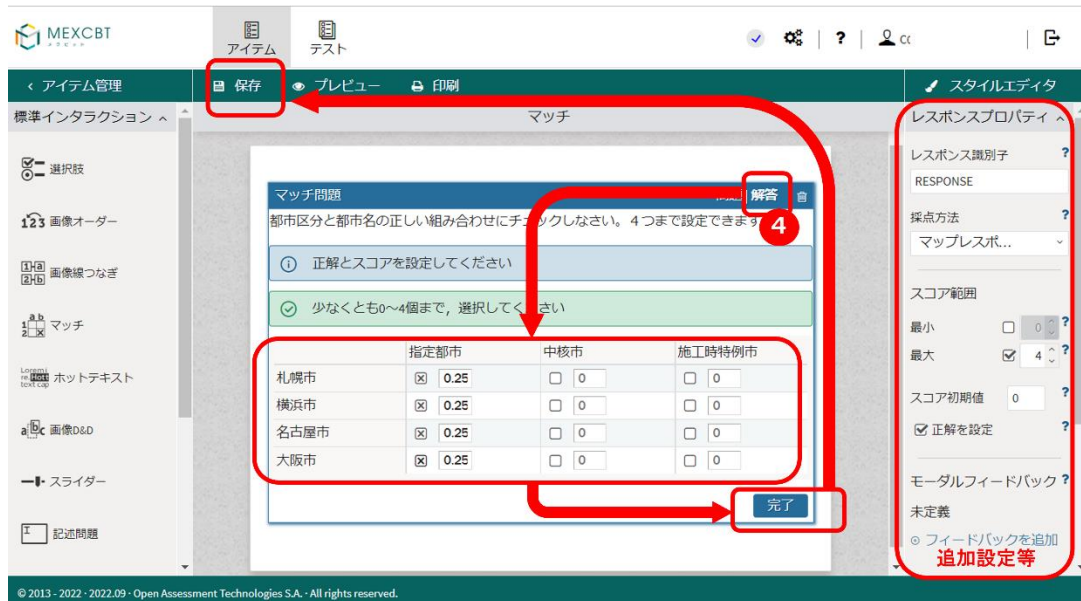 MEXCBT
メクビット
アイテム
テスト
?
cc
< アイテム管理
保存
プレビュー
印刷
スタイルエディタ
標準インタラクション
選択肢
123 画像オーダー
画像線つなぎ
マッチ
ホットテキスト
画像D&D
スライダー
記述問題
マッチ
マッチ問題
解答
4
都市区分と都市名の正しい組み合わせにチェックしなさい。4つまで設定できます
正解とスコアを設定してください
少なくとも0～4個まで，選択してください
指定都市 中核市 施工時特例市
札幌市 0.25 0 0
横浜市 0.25 0 0
名古屋市 0.25 0 0
大阪市 0.25 0 0
完了
レスポンスプロパティ
レスポンス識別子 ?
RESPONSE
採点方法 ?
マップレスポ...
スコア範囲
最小 0 ?
最大 4 ?
スコア初期値 0 ?
正解を設定 ?
モーダルフィードバック ?
未定義
フィードバックを追加
追加設定等
© 2013 - 2022 · 2022.09 · Open Assessment Technologies S.A. · All rights reserved.